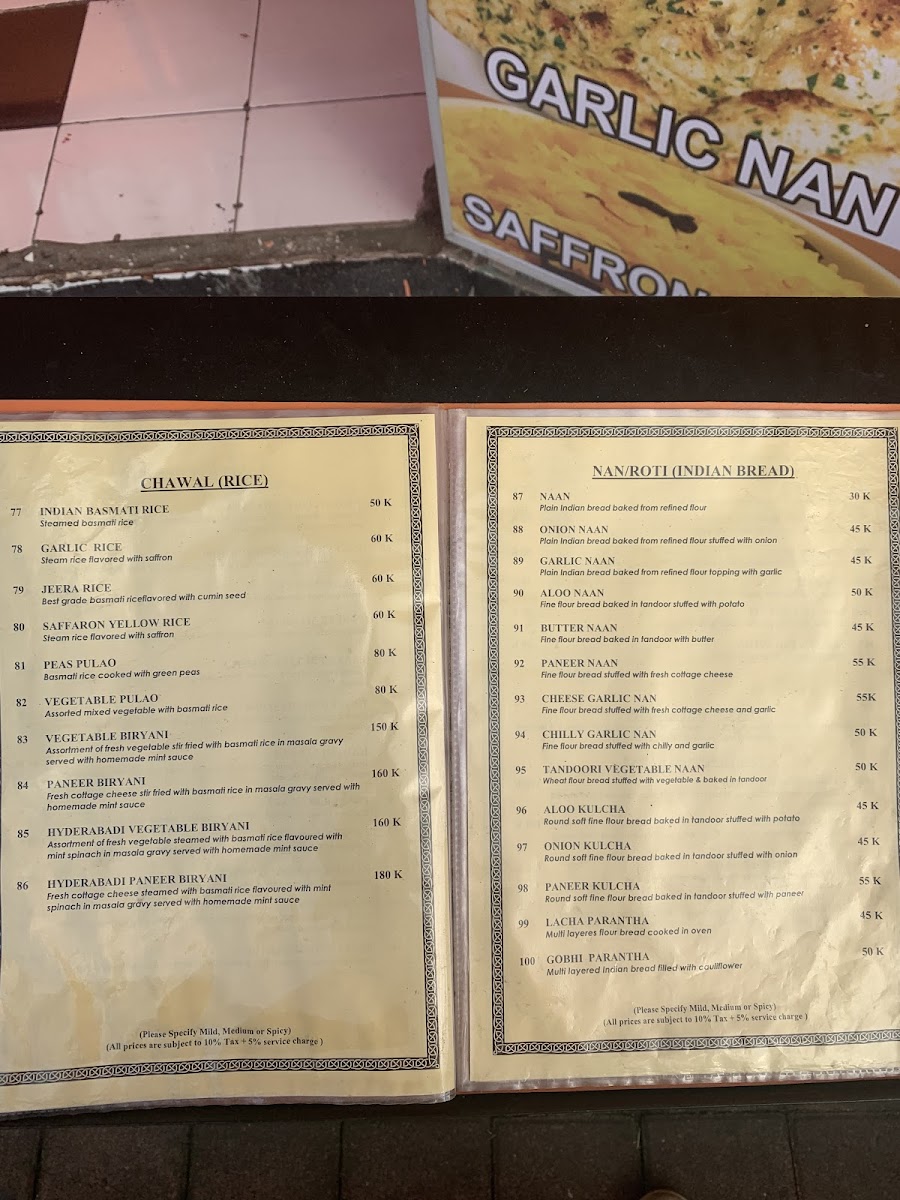 GARLIC NAN
SAFFRON
CHAWAL (RICE)
77 INDIAN BASMATI RICE 50 K
Steamed basmati rice
78 GARLIC RICE 60 K
Steam rice flavored with saffron
79 JEERA RICE 60 K
Best grade basmati riceflavored with cumin seed
80 SAFFARON YELLOW RICE 60 K
Steam rice flavored with saffron
81 PEAS PULAO 80 K
Basmati rice cooked with green peas
82 VEGETABLE PULAO 80 K
Assorted mixed vegetable with basmati rice
83 VEGETABLE BIRYANI 150 K
Assortment of fresh vegetable stir fried with basmati rice in masala gravy
served with homemade mint sauce
84 PANEER BIRYANI 160 K
Fresh cottage cheese stir fried with basmati rice in masala gravy served with
homemade mint sauce
85 HYDERABADI VEGETABLE BIRYANI 160 K
Assortment of fresh vegetable steamed with basmati rice flavoured with
mint spinach in masala gravy served with homemade mint sauce
86 HYDERABADI PANEER BIRYANI 180 K
Fresh cottage cheese steamed with basmati rice flavoured with mint
spinach in masala gravy served with homemade mint sauce
(Please Specify Mild, Medium or Spicy)
(All prices are subject to 10% Tax + 5% service charge )
NAN/ROTI (INDIAN BREAD)
87 NAAN 30 K
Plain Indian bread baked from refined flour
88 ONION NAAN 45 K
Plain Indian bread baked from refined flour stuffed with onion
89 GARLIC NAAN 45 K
Plain Indian bread baked from refined flour topping with garlic
90 ALOO NAAN 50 K
Fine flour bread baked in tandoor stuffed with potato
91 BUTTER NAAN 45 K
Fine flour bread baked in tandoor with butter
92 PANEER NAAN 55 K
Fine flour bread stuffed with fresh cottage cheese
93 CHEESE GARLIC NAN 55K
Fine flour bread stuffed with fresh cottage cheese and garlic
94 CHILLY GARLIC NAN 50 K
Fine flour bread stuffed with chilly and garlic
95 TANDOORI VEGETABLE NAAN 50 K
Wheat flour bread stuffed with vegetable & baked in tandoor
96 ALOO KULCHA 45 K
Round soft fine flour bread baked in tandoor stuffed with potato
97 ONION KULCHA 45 K
Round soft fine flour bread baked in tandoor stuffed with onion
98 PANEER KULCHA 55 K
Round soft fine flour bread baked in tandoor stuffed with paneer
99 LACHA PARANTHA 45 K
Multi layeres flour bread cooked in oven
100 GOBHI PARANTHA 50 K
Multi layered Indian bread filled with cauliflower
(Please Specify Mild, Medium or Spicy)
(All prices are subject to 10% Tax + 5% service charge )